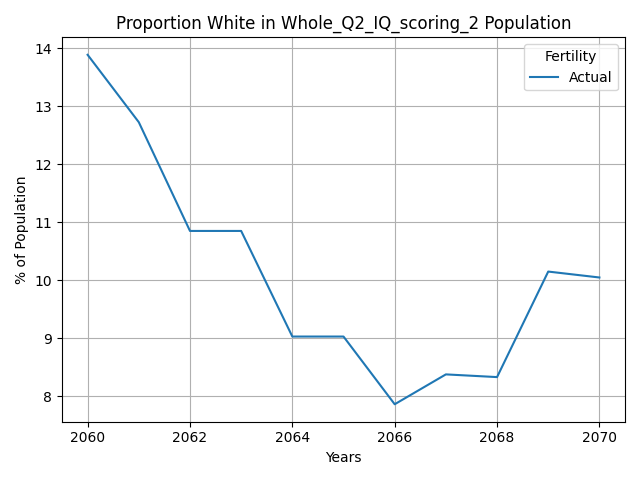 Proportion White in Whole_Q2_IQ_scoring_2 Population
Fertility
Actual
14
13
12
11
10
9
8
% of Population
2060
2062
2064
2066
2068
2070
Years